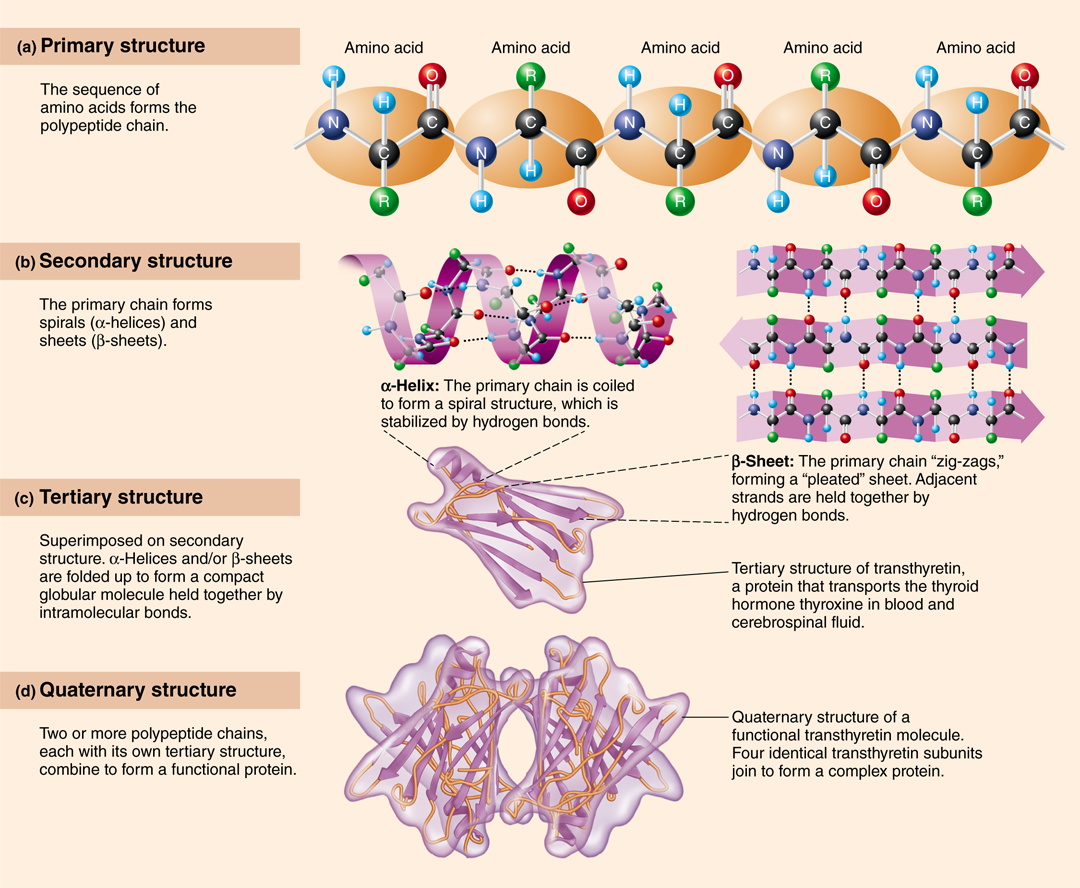 (a) Primary structure
The sequence of
amino acids forms the
polypeptide chain.
Amino acid Amino acid Amino acid Amino acid Amino acid
H O R H O R H O
H H
N C C N C C N
C N C C N C C
H H
R H O R H O R
(b) Secondary structure
The primary chain forms
spirals (α-helices) and
sheets (β-sheets).
α-Helix: The primary chain is coiled
to form a spiral structure, which is
stabilized by hydrogen bonds.
β-Sheet: The primary chain “zig-zags,”
forming a “pleated” sheet. Adjacent
strands are held together by
hydrogen bonds.
(c) Tertiary structure
Superimposed on secondary
structure. α-Helices and/or β-sheets
are folded up to form a compact
globular molecule held together by
intramolecular bonds.
Tertiary structure of transthyretin,
a protein that transports the thyroid
hormone thyroxine in blood and
cerebrospinal fluid.
(d) Quaternary structure
Two or more polypeptide chains,
each with its own tertiary structure,
combine to form a functional protein.
Quaternary structure of a
functional transthyretin molecule.
Four identical transthyretin subunits
join to form a complex protein.